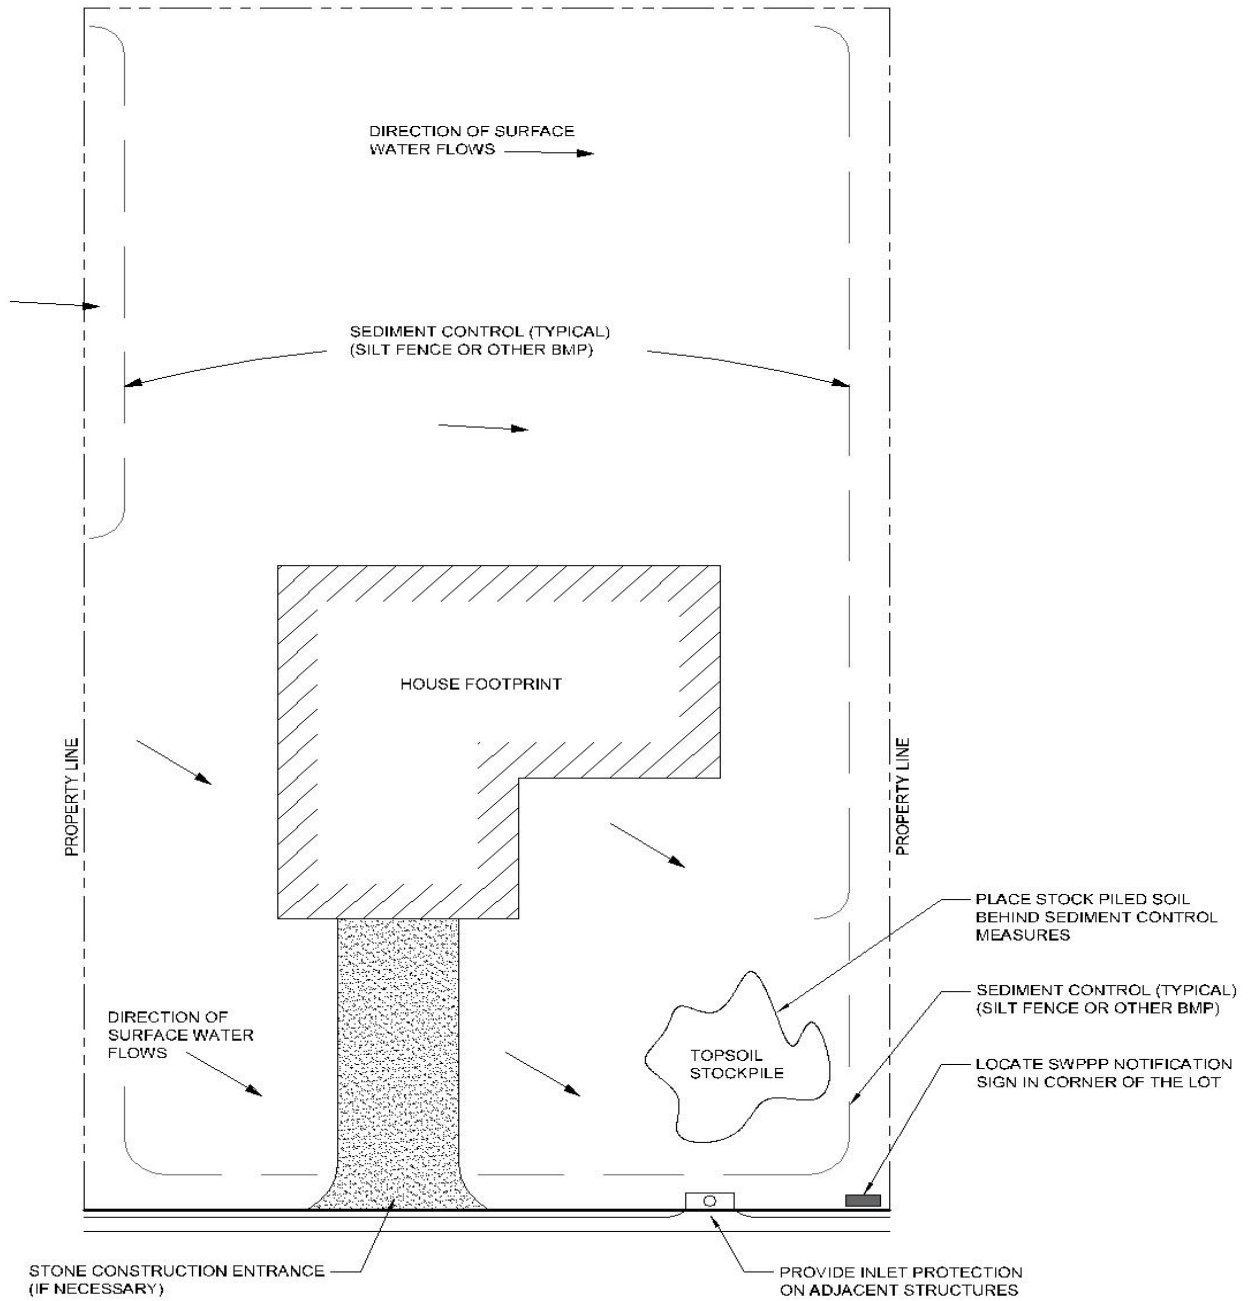 DIRECTION OF SURFACE
WATER FLOWS
SEDIMENT CONTROL (TYPICAL)
(SILT FENCE OR OTHER BMP)
HOUSE FOOTPRINT
PROPERTY LINE
PROPERTY LINE
PLACE STOCK PILED SOIL
BEHIND SEDIMENT CONTROL
MEASURES
SEDIMENT CONTROL (TYPICAL)
(SILT FENCE OR OTHER BMP)
DIRECTION OF
SURFACE WATER
FLOWS
TOPSOIL
STOCKPILE
LOCATE SWPPP NOTIFICATION
SIGN IN CORNER OF THE LOT
STONE CONSTRUCTION ENTRANCE
(IF NECESSARY)
PROVIDE INLET PROTECTION
ON ADJACENT STRUCTURES